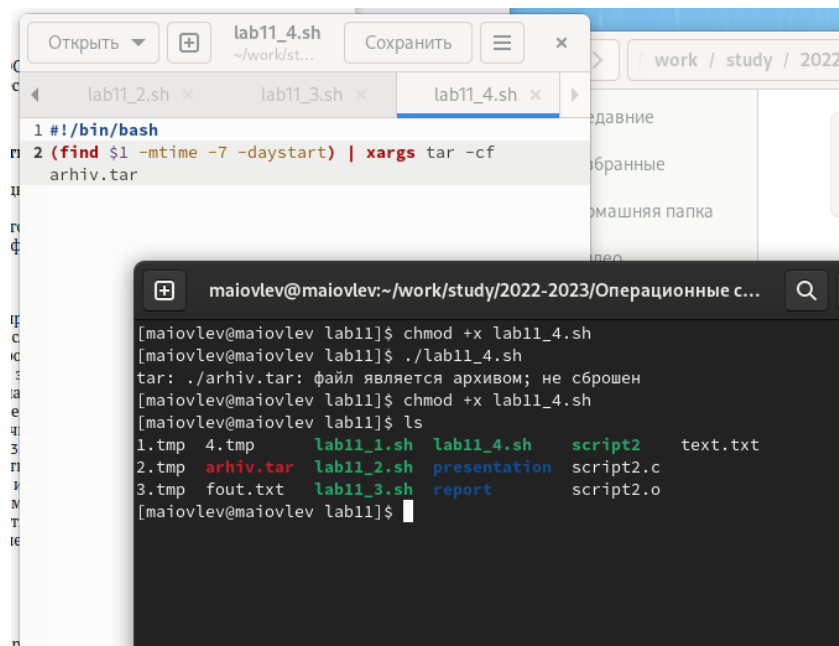 Открыть
lab11_4.sh
~/work/st...
Сохранить
work / study / 2022
lab11_2.sh
lab11_3.sh
lab11_4.sh
1 #!/bin/bash
2 (find $1 -mtime -7 -daystart) | xargs tar -cf
arhiv.tar
maiovlev@maiovlev:~/work/study/2022-2023/Операционные с...
[maiovlev@maiovlev lab11]$ chmod +x lab11_4.sh
[maiovlev@maiovlev lab11]$ ./lab11_4.sh
tar: ./arhiv.tar: файл является архивом; не сброшен
[maiovlev@maiovlev lab11]$ chmod +x lab11_4.sh
[maiovlev@maiovlev lab11]$ ls
1.tmp 4.tmp lab11_1.sh lab11_4.sh script2 text.txt
2.tmp arhiv.tar lab11_2.sh presentation script2.c
3.tmp fout.txt lab11_3.sh report script2.o
[maiovlev@maiovlev lab11]$
едавние
збранные
омашняя папка